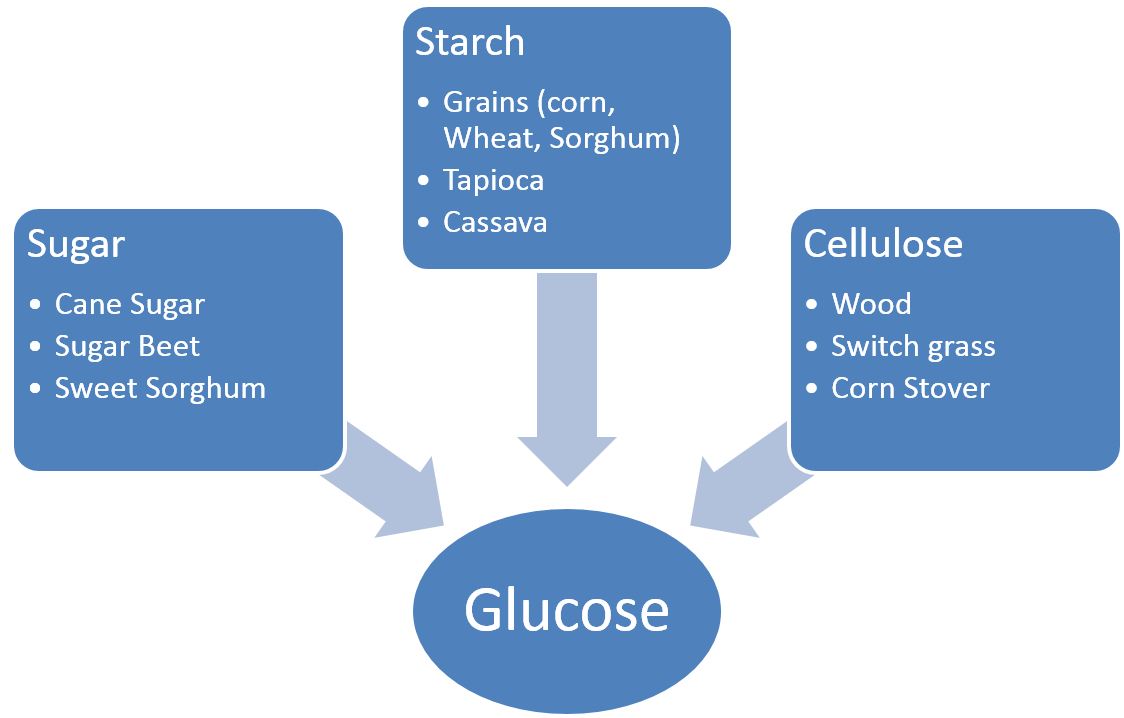 Starch
• Grains (corn,
Wheat, Sorghum)
• Tapioca
• Cassava
Sugar
• Cane Sugar
• Sugar Beet
• Sweet Sorghum
Cellulose
• Wood
• Switch grass
• Corn Stover
Glucose